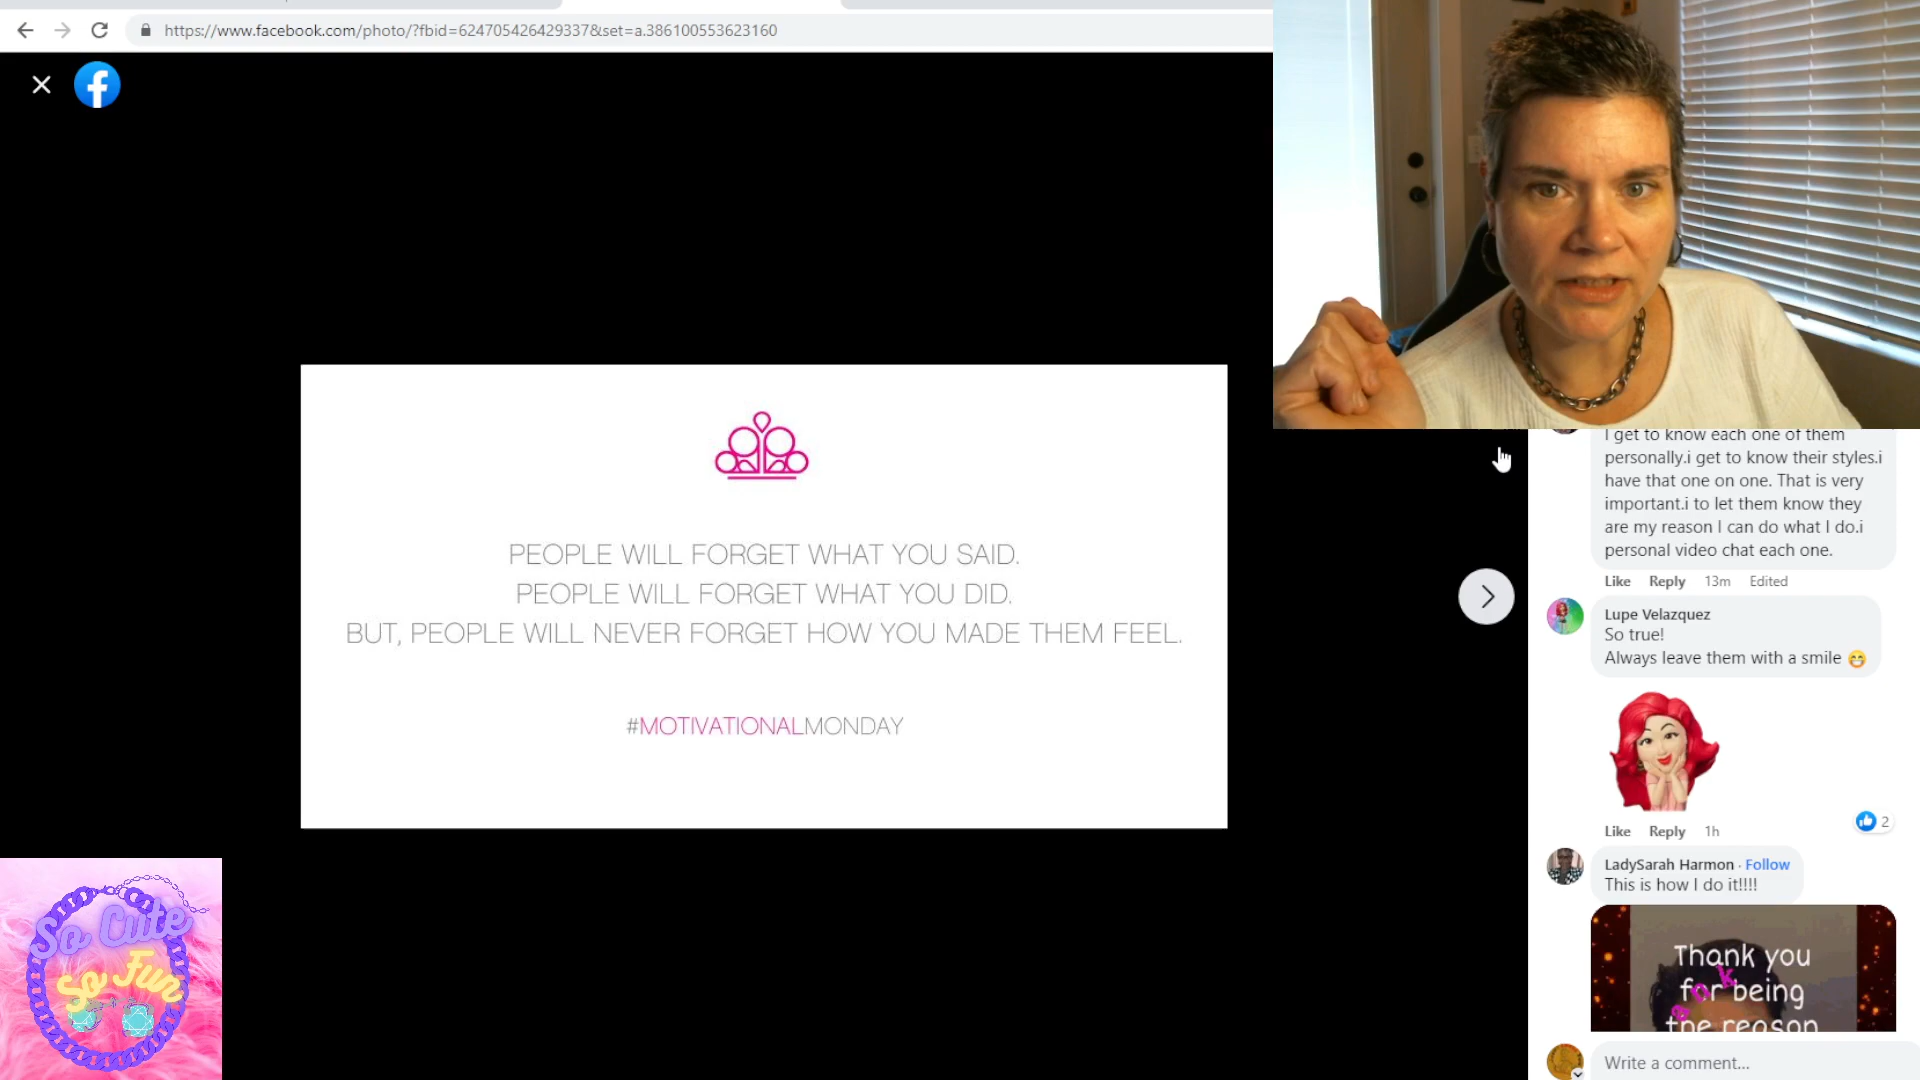 https://www.facebook.com/photo/?fbid=624705426429337&set=a.386100553623160
PEOPLE WILL FORGET WHAT YOU SAID.
PEOPLE WILL FORGET WHAT YOU DID.
BUT, PEOPLE WILL NEVER FORGET HOW YOU MADE THEM FEEL.
#MOTIVATIONALMONDAY
I get to know each one of them
personally.i get to know their styles.i
have that one on one. That is very
important.i to let them know they
are my reason I can do what I do.i
personal video chat each one.
Like Reply 13m Edited
Lupe Velazquez
So true!
Always leave them with a smile 😁
Like Reply 1h
2
LadySarah Harmon · Follow
This is how I do it!!!!
Thank you
for being
the reason
Write a comment...
So Cute
So Fun